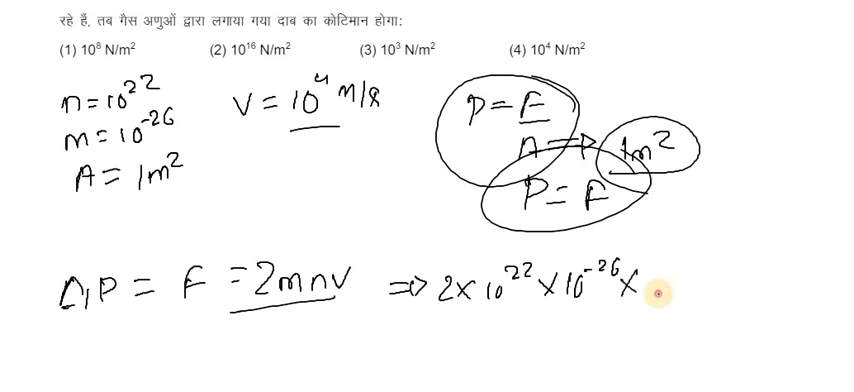 रहे हैं, तब गैस अणुओं द्वारा लगाया गया दाब का कोटिमान होगा:
(1) 10⁸ N/m² (2) 10¹⁶ N/m² (3) 10³ N/m² (4) 10⁴ N/m²
n = 10²²
m = 10⁻²⁶
A = 1m²
V = 10⁴ m/s
P = F
A ⇒ 1m²
P = F
F = 2mnV ⇒ 2 × 10²² × 10⁻²⁶ ×